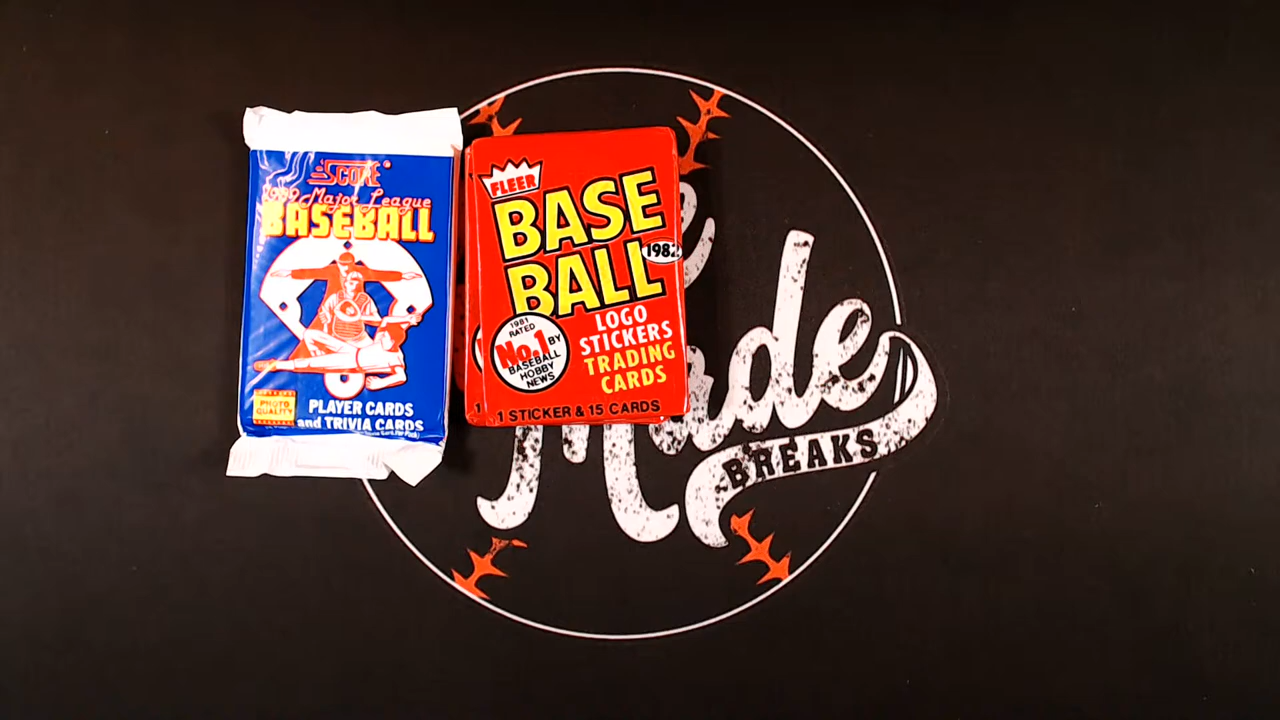 SCORE
1989 Major League
BASEBALL
PHOTO
QUALITY
PLAYER CARDS
and TRIVIA CARDS
FLEER
BASE
BALL
1982
LOGO
STICKERS
TRADING
CARDS
1981
RATED
No.1 BY
BASEBALL
HOBBY
NEWS
1 STICKER & 15 CARDS
Made
BREAKS